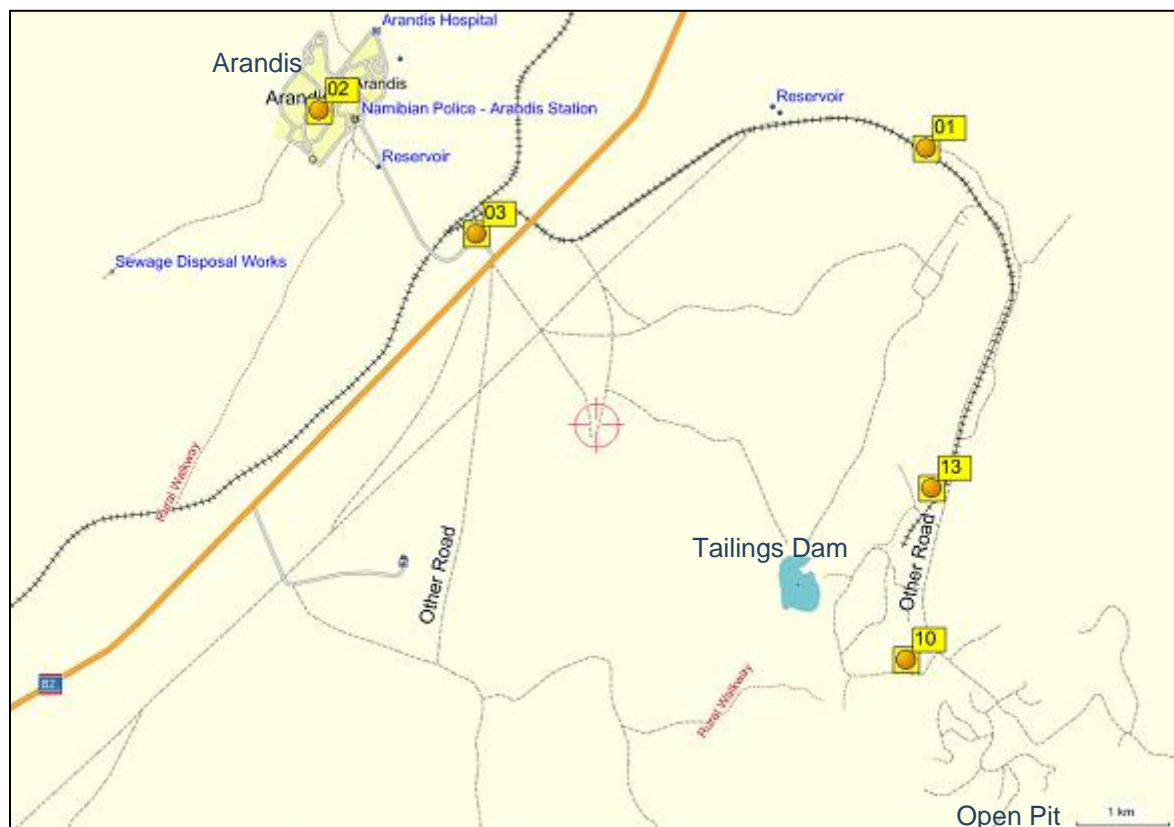 Arandis Hospital
Arandis
02
Arandis
Arandis
Namibian Police - Arandis Station
Reservoir
Reservoir
01
03
Sewage Disposal Works
Rural Walkway
13
Other Road
Tailings Dam
Other Road
10
B2
Rural Walkway
Open Pit
1 km